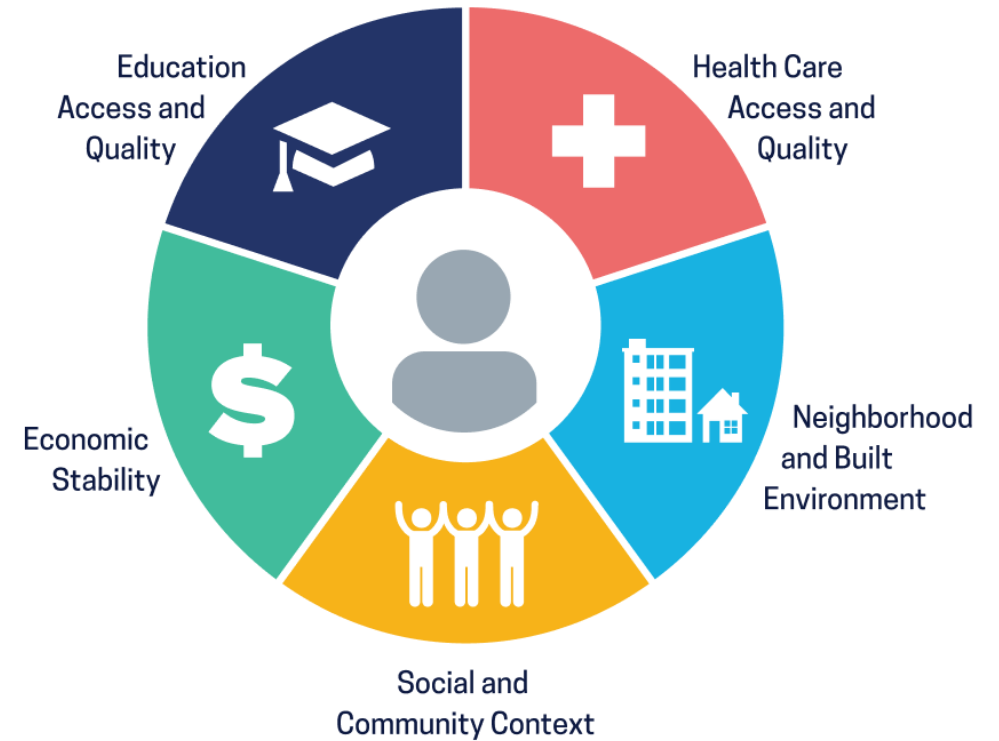 Education
Access and
Quality
Health Care
Access and
Quality
Economic
Stability
Neighborhood
and Built
Environment
Social and
Community Context